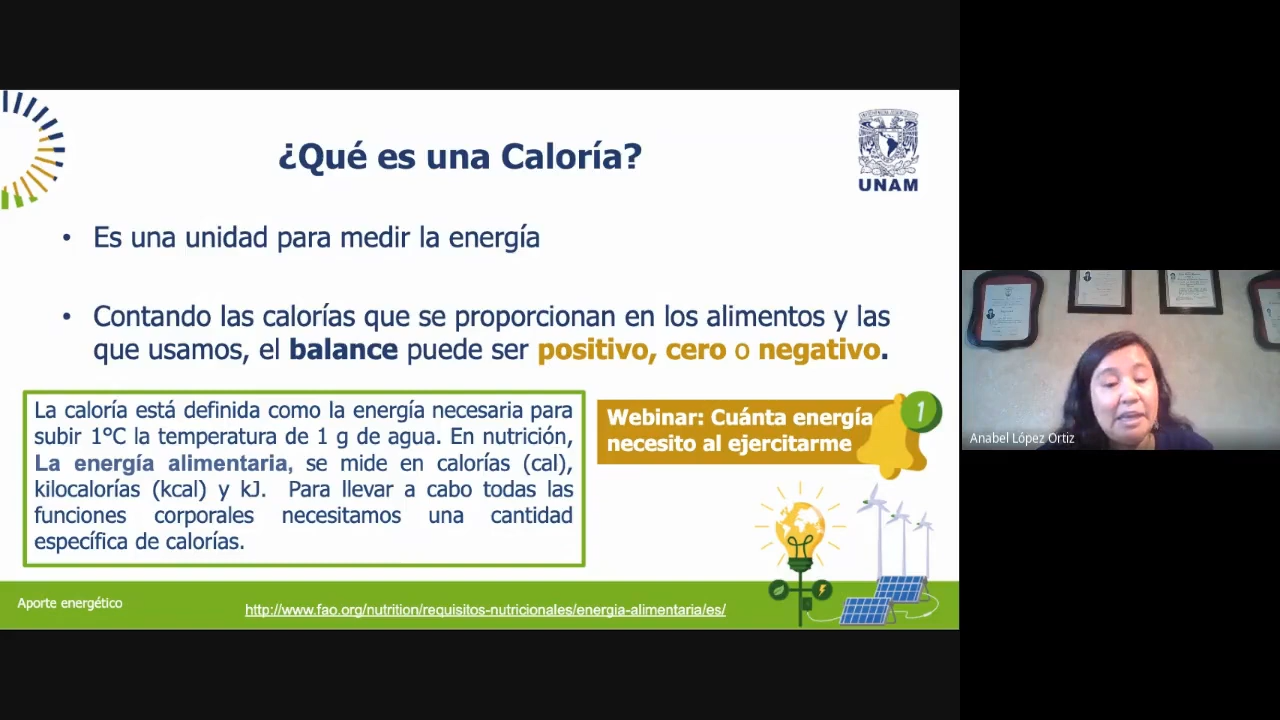 ¿Qué es una Caloría?
UNAM
• Es una unidad para medir la energía
• Contando las calorías que se proporcionan en los alimentos y las
que usamos, el balance puede ser positivo, cero o negativo.
La caloría está definida como la energía necesaria para
subir 1°C la temperatura de 1 g de agua. En nutrición,
La energía alimentaria, se mide en calorías (cal),
kilocalorías (kcal) y kJ. Para llevar a cabo todas las
funciones corporales necesitamos una cantidad
específica de calorías.
Webinar: Cuánta energía
necesito al ejercitarme
1
Anabel López Ortiz
Aporte energético
http://www.fao.org/nutrition/requisitos-nutricionales/energia-alimentaria/es/